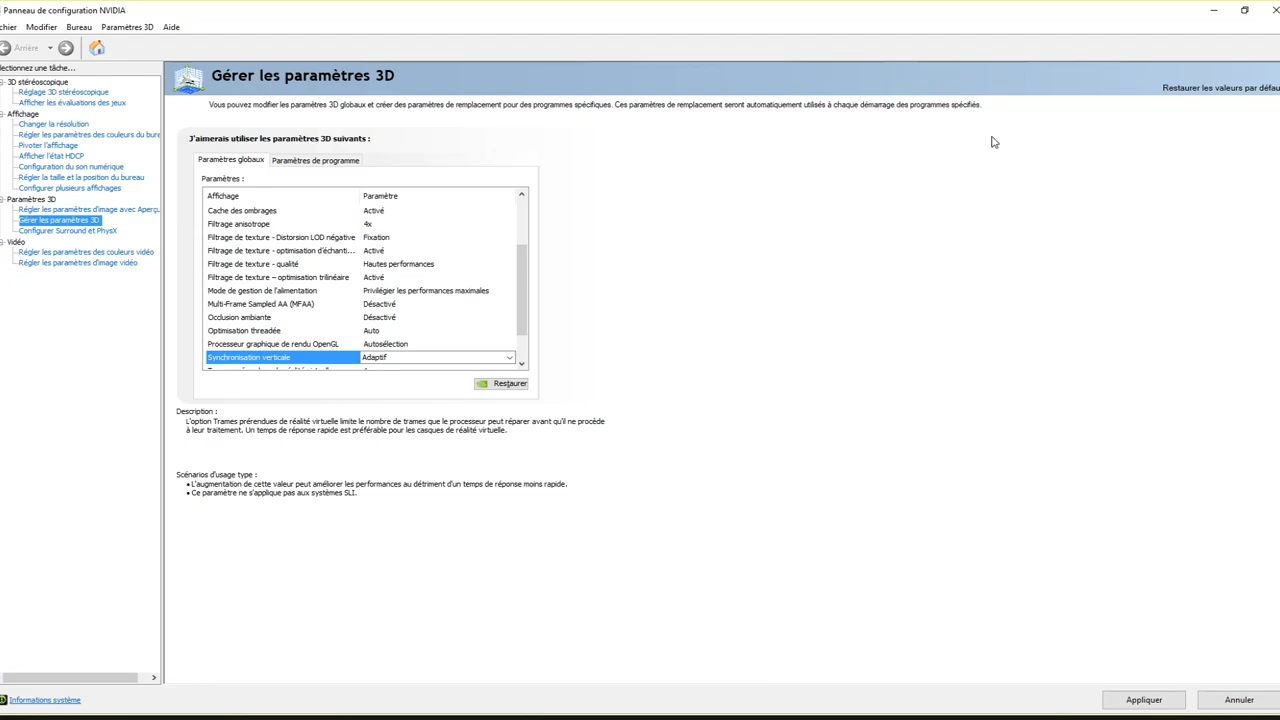 Panneau de configuration NVIDIA
chier Modifier Bureau Paramètres 3D Aide
Arrière
électionnez une tâche...
3D stéréoscopique
Réglage 3D stéréoscopique
Afficher les évaluations des jeux
Affichage
Changer la résolution
Régler les paramètres des couleurs du bure
Pivoter l'affichage
Afficher l'état HDCP
Configuration du son numérique
Régler la taille et la position du bureau
Configurer plusieurs affichages
Paramètres 3D
Régler les paramètres d'image avec Aperçu
Gérer les paramètres 3D
Configurer Surround et PhysX
Vidéo
Régler les paramètres des couleurs vidéo
Régler les paramètres d'image vidéo
Informations système
Gérer les paramètres 3D
Restaurer les valeurs par défau
Vous pouvez modifier les paramètres 3D globaux et créer des paramètres de remplacement pour des programmes spécifiques. Ces paramètres de remplacement seront automatiquement utilisés à chaque démarrage des programmes spécifiés.
J'aimerais utiliser les paramètres 3D suivants :
Paramètres globaux Paramètres de programme
Paramètres :
Affichage Paramètre
Cache des ombrages Activé
Filtrage anisotrope 4x
Filtrage de texture - Distorsion LOD négative Fixation
Filtrage de texture - optimisation d'échanti... Activé
Filtrage de texture - qualité Hautes performances
Filtrage de texture – optimisation trilinéaire Activé
Mode de gestion de l'alimentation Privilégier les performances maximales
Multi-Frame Sampled AA (MFAA) Désactivé
Occlusion ambiante Désactivé
Optimisation threadée Auto
Processeur graphique de rendu OpenGL Autosélection
Synchronisation verticale Adaptif
Restaurer
Description :
L'option Trames prérendues de réalité virtuelle limite le nombre de trames que le processeur peut réparer avant qu'il ne procède
à leur traitement. Un temps de réponse rapide est préférable pour les casques de réalité virtuelle.
Scénarios d'usage type :
• L'augmentation de cette valeur peut améliorer les performances au détriment d'un temps de réponse moins rapide.
• Ce paramètre ne s'applique pas aux systèmes SLI.
Appliquer Annuler